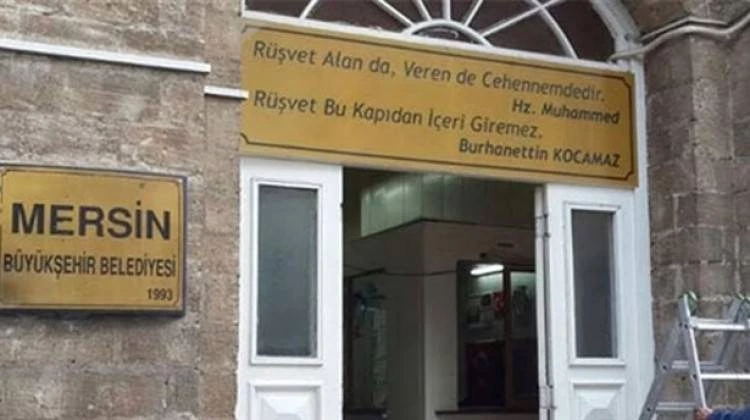 Rüşvet Alan da, Veren de Cehennemdedir.
Hz. Muhammed
Rüşvet Bu Kapıdan İçeri Giremez.
Burhanettin KOCAMAZ
MERSİN
BÜYÜKŞEHİR BELEDİYESİ
1993